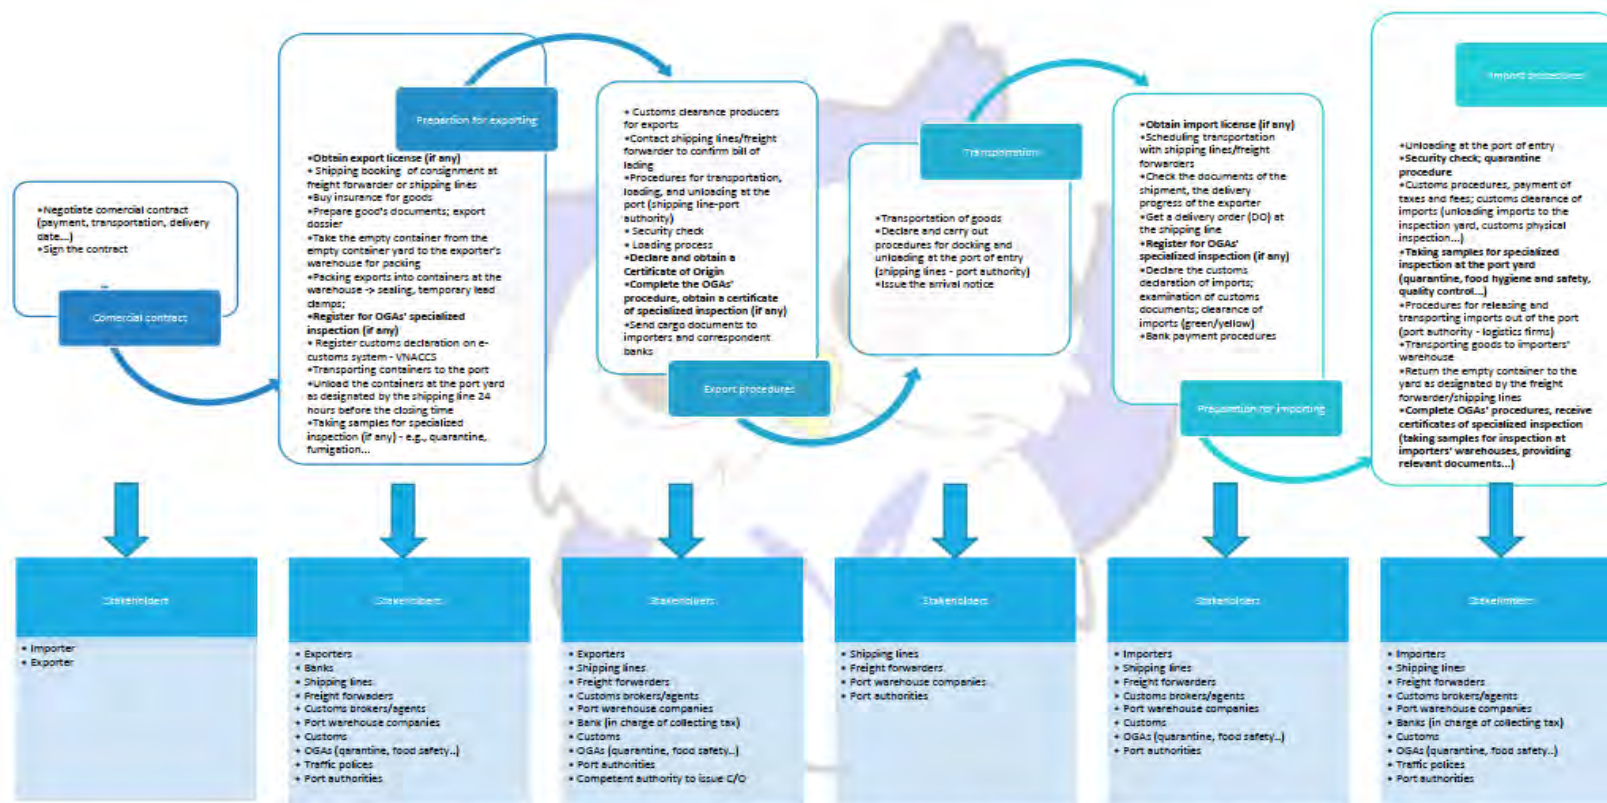 •Negotiate comercial contract
(payment, transportation, delivery
date...)
•Sign the contract
Comercial contract
Prepartion for exporting
•Obtain export license (if any)
• Shipping booking of consignment at
freight forwarder or shipping lines
•Buy insurance for goods
•Prepare good's documents; export
dossier
•Take the empty container from the
empty container yard to the exporter's
warehouse for packing
•Packing exports into containers at the
warehouse -> sealing, temporary lead
clamps;
•Register for OGAs' specialized
inspection (if any)
• Register customs declaration on e-
customs system - VNACCS
•Transporting containers to the port
•Unload the containers at the port yard
as designated by the shipping line 24
hours before the closing time
•Taking samples for specialized
inspection (if any) - e.g., quarantine,
fumigation...
• Customs clearance producers
for exports
•Contact shipping lines/freight
forwarder to confirm bill of
lading
•Procedures for transportation,
loading, and unloading at the
port (shipping line-port
authority)
• Security check
• Loading process
•Declare and obtain a
Certificate of Origin
•Complete the OGAs'
procedure, obtain a certificate
of specialized inspection (if any)
•Send cargo documents to
importers and correspondent
banks
Export procedures
Transportation
•Transportation of goods
•Declare and carry out
procedures for docking and
unloading at the port of entry
(shipping lines - port authority)
•Issue the arrival notice
•Obtain import license (if any)
•Scheduling transportation
with shipping lines/freight
forwarders
•Check the documents of the
shipment, the delivery
progress of the exporter
•Get a delivery order (DO) at
the shipping line
•Register for OGAs'
specialized inspection (if any)
•Declare the customs
declaration of imports;
examination of customs
documents; clearance of
imports (green/yellow)
•Bank payment procedures
Preparation for importing
Import procedures
•Unloading at the port of entry
•Security check; quarantine
procedure
•Customs procedures, payment of
taxes and fees; customs clearance of
imports (unloading imports to the
inspection yard, customs physical
inspection...)
•Taking samples for specialized
inspection at the port yard
(quarantine, food hygiene and safety,
quality control...)
•Procedures for releasing and
transporting imports out of the port
(port authority - logistics firms)
•Transporting goods to importers'
warehouse
•Return the empty container to the
yard as designated by the freight
forwarder/shipping lines
•Complete OGAs' procedures, receive
certificates of specialized inspection
(taking samples for inspection at
importers' warehouses, providing
relevant documents...)
Stakeholders
• Importer
• Exporter
Stakeholders
• Exporters
• Banks
• Shipping lines
• Freight forwaders
• Customs brokers/agents
• Port warehouse companies
• Customs
• OGAs (qarantine, food safety..)
• Traffic polices
• Port authorities
Stakeholders
• Exporters
• Shipping lines
• Freight forwarders
• Customs brokers/agents
• Port warehouse companies
• Bank (in charge of collecting tax)
• Customs
• OGAs (quarantine, food safety..)
• Port authorities
• Competent authority to issue C/O
Stakeholders
• Shipping lines
• Freight forwarders
• Port warehouse companies
• Port authorities
Stakeholders
• Importers
• Shipping lines
• Freight forwarders
• Customs brokers/agents
• Port warehouse companies
• Customs
• OGAs (quarantine, food safety..)
• Port authorities
Stakeholders
• Importers
• Shipping lines
• Freight forwaders
• Customs brokers/agents
• Port warehouse companies
• Banks (in charge of collecting tax)
• Customs
• OGAs (quarantine, food safety..)
• Traffic polices
• Port authorities